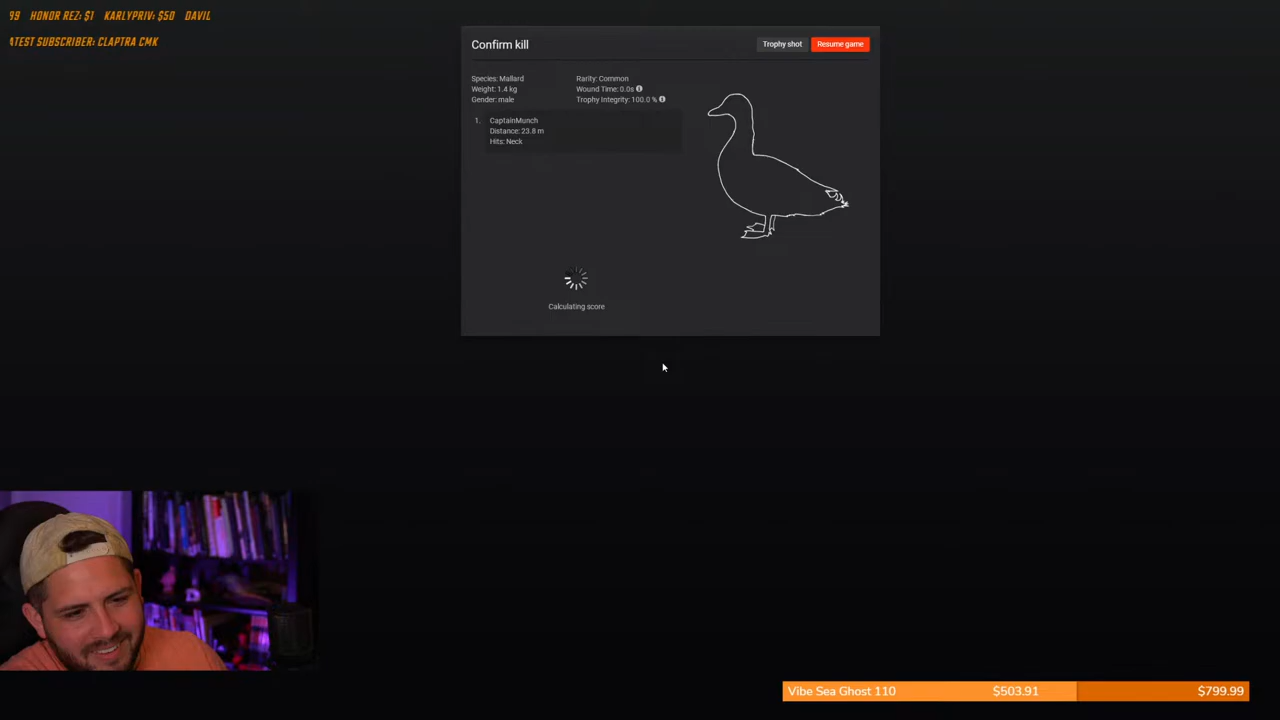 99 HONOR REZ: $1 KARLYPRIV: $50 DAVIL
ATEST SUBSCRIBER: CLAPTRA CMK
Confirm kill
Trophy shot
Resume game
Species: Mallard
Weight: 1.4 kg
Gender: male
Rarity: Common
Wound Time: 0.0s
Trophy Integrity: 100.0 %
1. CaptainMunch
Distance: 23.8 m
Hits: Neck
Calculating score
Vibe Sea Ghost 110 $503.91 $799.99